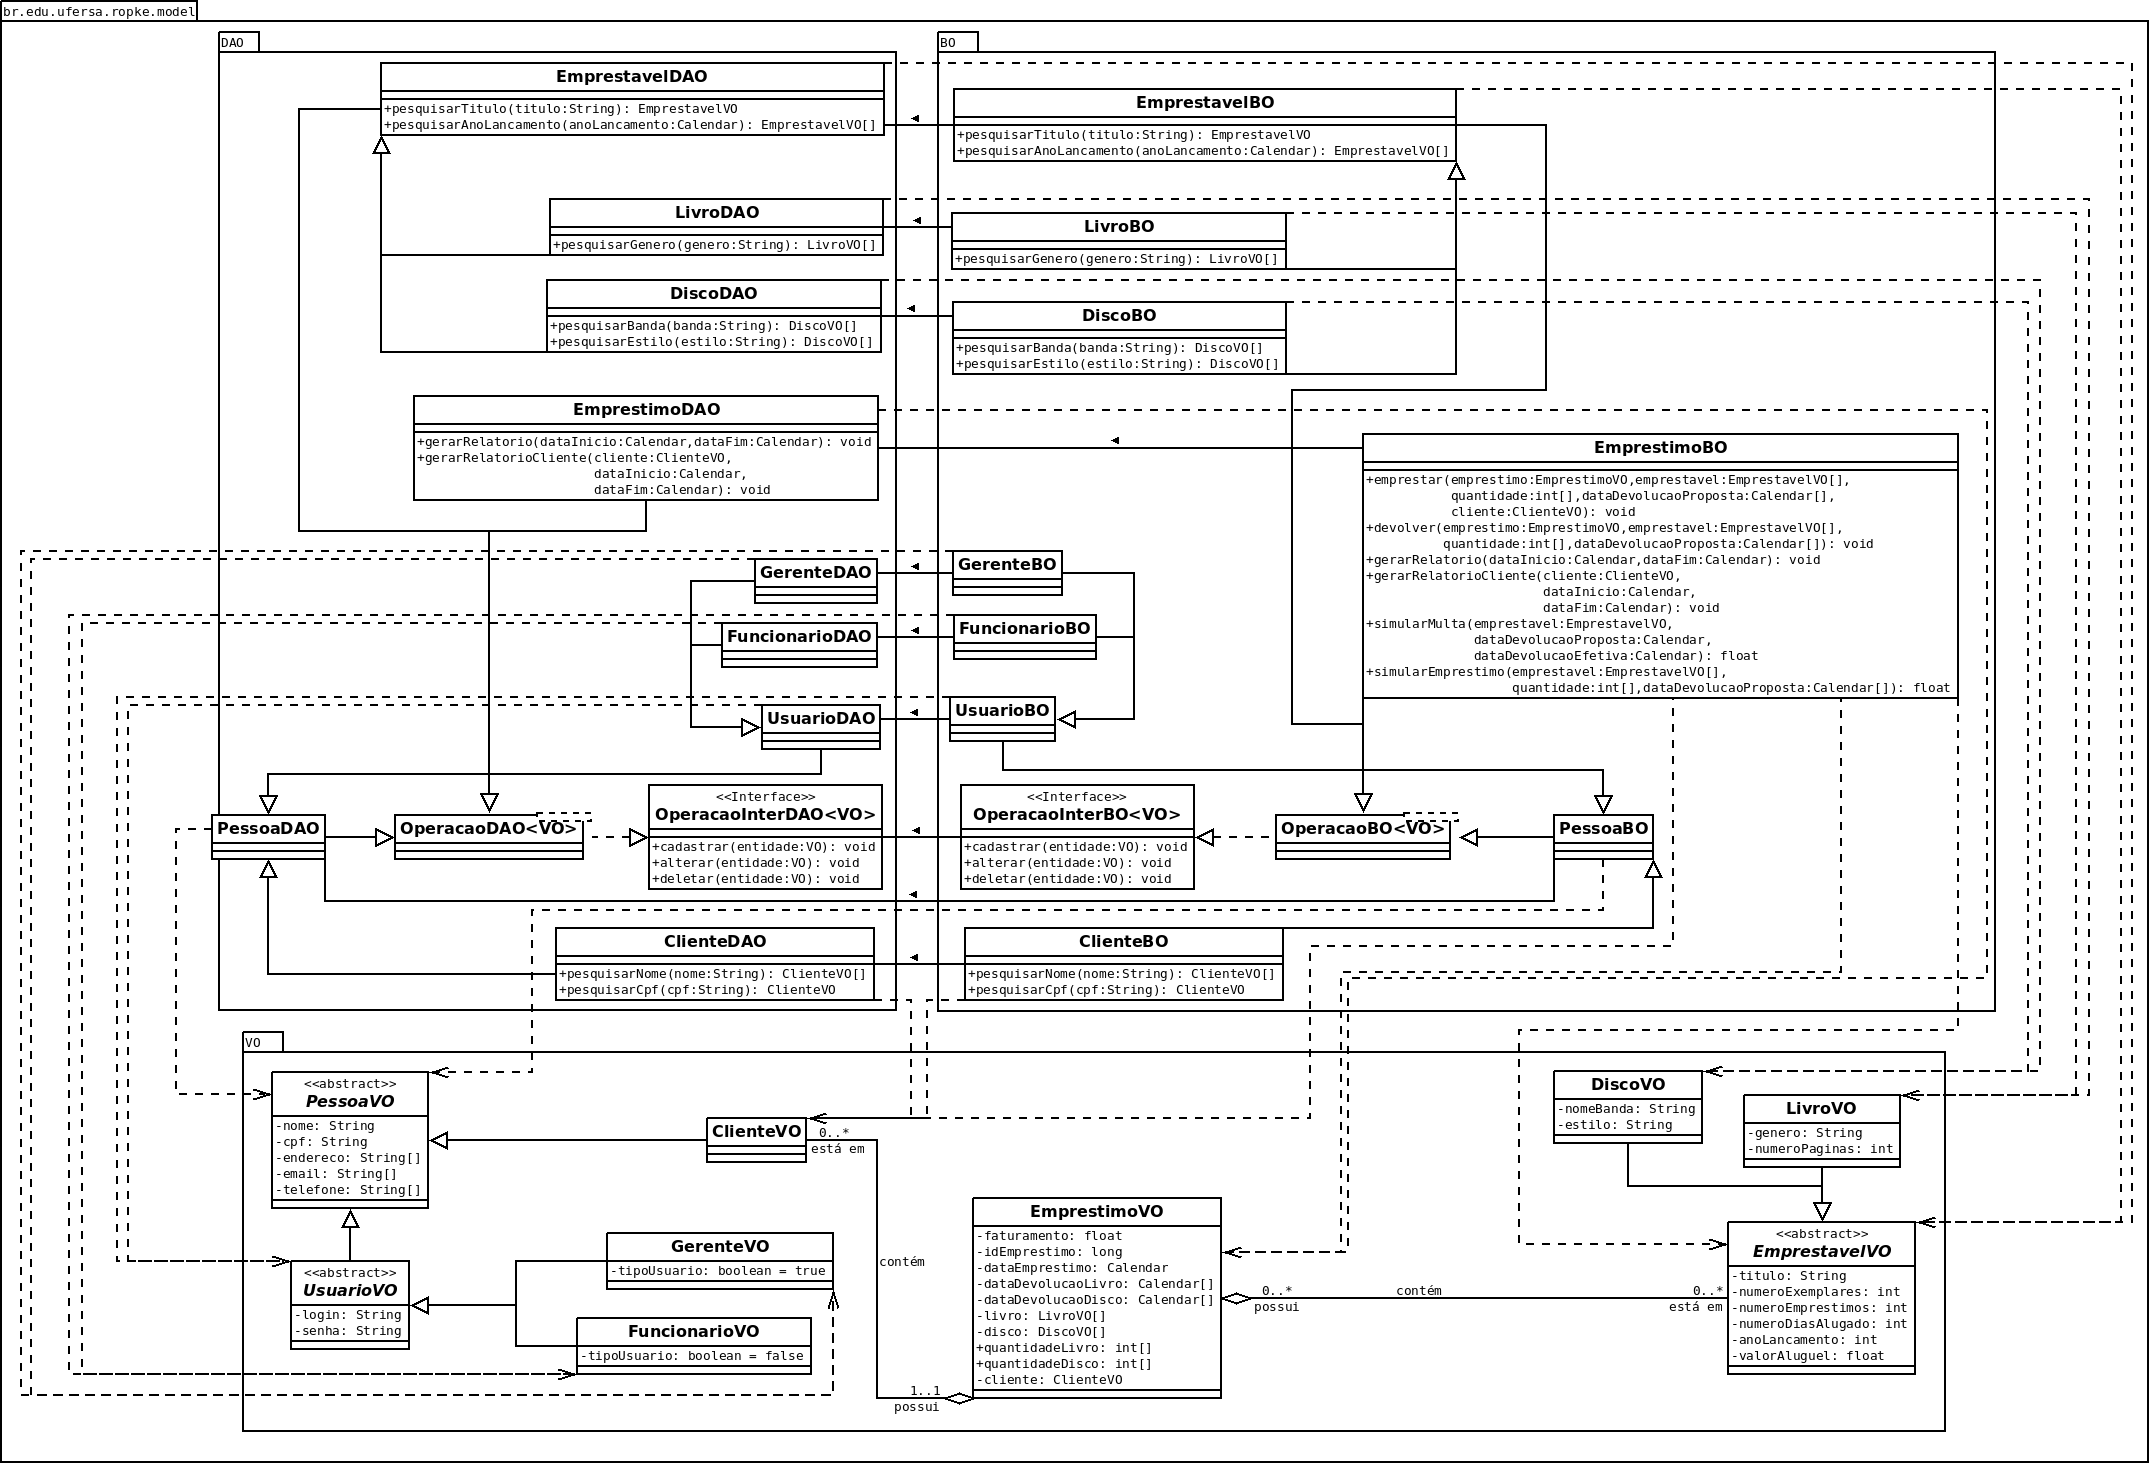 br.edu.ufersa.ropke.model
DAO
EmprestavelDAO
+pesquisarTitulo(titulo:String): EmprestavelVO
+pesquisarAnoLancamento(anoLancamento:Calendar): EmprestavelVO[]
LivroDAO
+pesquisarGenero(genero:String): LivroVO[]
DiscoDAO
+pesquisarBanda(banda:String): DiscoVO[]
+pesquisarEstilo(estilo:String): DiscoVO[]
EmprestimoDAO
+gerarRelatorio(dataInicio:Calendar,dataFim:Calendar): void
+gerarRelatorioCliente(cliente:ClienteVO,
dataInicio:Calendar,
dataFim:Calendar): void
GerenteDAO
FuncionarioDAO
UsuarioDAO
PessoaDAO
OperacaoDAO<VO>
<<Interface>>
OperacaoInterDAO<VO>
+cadastrar(entidade:VO): void
+alterar(entidade:VO): void
+deletar(entidade:VO): void
ClienteDAO
+pesquisarNome(nome:String): ClienteVO[]
+pesquisarCpf(cpf:String): ClienteVO
BO
EmprestavelBO
+pesquisarTitulo(titulo:String): EmprestavelVO
+pesquisarAnoLancamento(anoLancamento:Calendar): EmprestavelVO[]
LivroBO
+pesquisarGenero(genero:String): LivroVO[]
DiscoBO
+pesquisarBanda(banda:String): DiscoVO[]
+pesquisarEstilo(estilo:String): DiscoVO[]
EmprestimoBO
+emprestar(emprestimo:EmprestimoVO,emprestavel:EmprestavelVO[],
quantidade:int[],dataDevolucaoProposta:Calendar[],
cliente:ClienteVO): void
+devolver(emprestimo:EmprestimoVO,emprestavel:EmprestavelVO[],
quantidade:int[],dataDevolucaoProposta:Calendar[]): void
+gerarRelatorio(dataInicio:Calendar,dataFim:Calendar): void
+gerarRelatorioCliente(cliente:ClienteVO,
dataInicio:Calendar,
dataFim:Calendar): void
+simularMulta(emprestavel:EmprestavelVO,
dataDevolucaoProposta:Calendar,
dataDevolucaoEfetiva:Calendar): float
+simularEmprestimo(emprestavel:EmprestavelVO[],
quantidade:int[],dataDevolucaoProposta:Calendar[]): float
GerenteBO
FuncionarioBO
UsuarioBO
<<Interface>>
OperacaoInterBO<VO>
+cadastrar(entidade:VO): void
+alterar(entidade:VO): void
+deletar(entidade:VO): void
OperacaoBO<VO>
PessoaBO
ClienteBO
+pesquisarNome(nome:String): ClienteVO[]
+pesquisarCpf(cpf:String): ClienteVO
VO
<<abstract>>
PessoaVO
-nome: String
-cpf: String
-endereco: String[]
-email: String[]
-telefone: String[]
ClienteVO
0..*
está em
contém
1..1
possui
<<abstract>>
UsuarioVO
-login: String
-senha: String
GerenteVO
-tipoUsuario: boolean = true
FuncionarioVO
-tipoUsuario: boolean = false
EmprestimoVO
-faturamento: float
-idEmprestimo: long
-dataEmprestimo: Calendar
-dataDevolucaoLivro: Calendar[]
-dataDevolucaoDisco: Calendar[]
-livro: LivroVO[]
-disco: DiscoVO[]
+quantidadeLivro: int[]
+quantidadeDisco: int[]
-cliente: ClienteVO
0..*
possui
contém
0..*
está em
DiscoVO
-nomeBanda: String
-estilo: String
LivroVO
-genero: String
-numeroPaginas: int
<<abstract>>
EmprestavelVO
-titulo: String
-numeroExemplares: int
-numeroEmprestimos: int
-numeroDiasAlugado: int
-anoLancamento: int
-valorAluguel: float